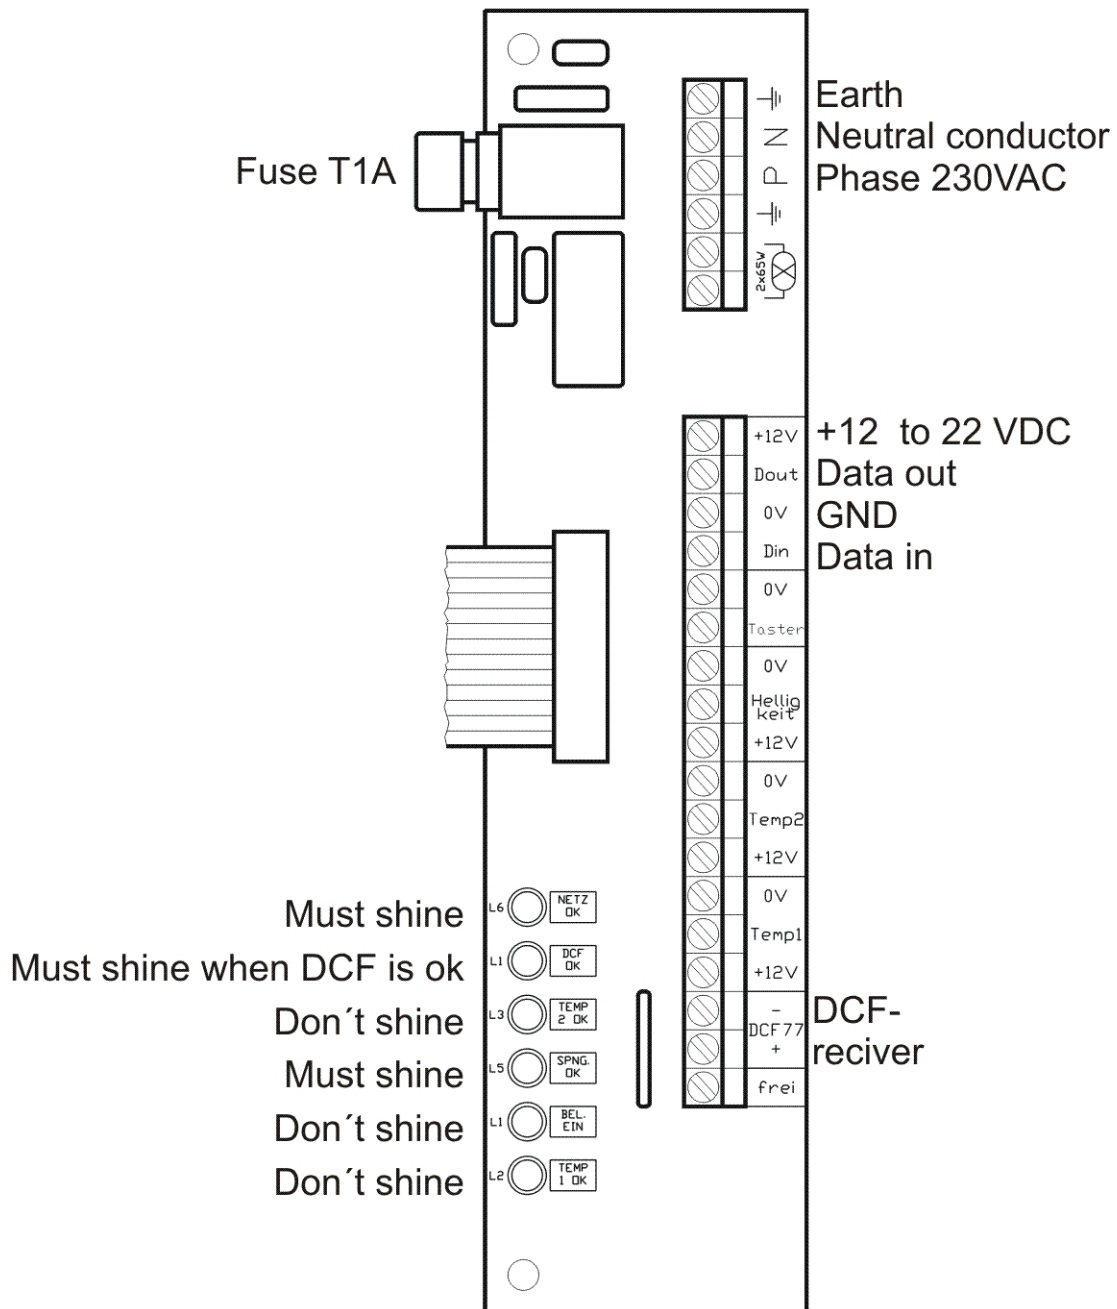 Earth
N
Neutral conductor
Fuse T1A
P
Phase 230VAC
2x65W
+12V
+12  to 22 VDC
Dout
Data out
0V
GND
Din
Data in
0V
Taster
0V
Hellig
keit
+12V
0V
Temp2
+12V
0V
Temp1
+12V
-
DCF77
+
DCF-
reciver
frei
Must shine
L6
NETZ
OK
Must shine when DCF is ok
L1
DCF
OK
Don´t shine
L3
TEMP
2 OK
Must shine
L5
SPNG.
OK
Don´t shine
L1
BEL.
EIN
Don´t shine
L2
TEMP
1 OK